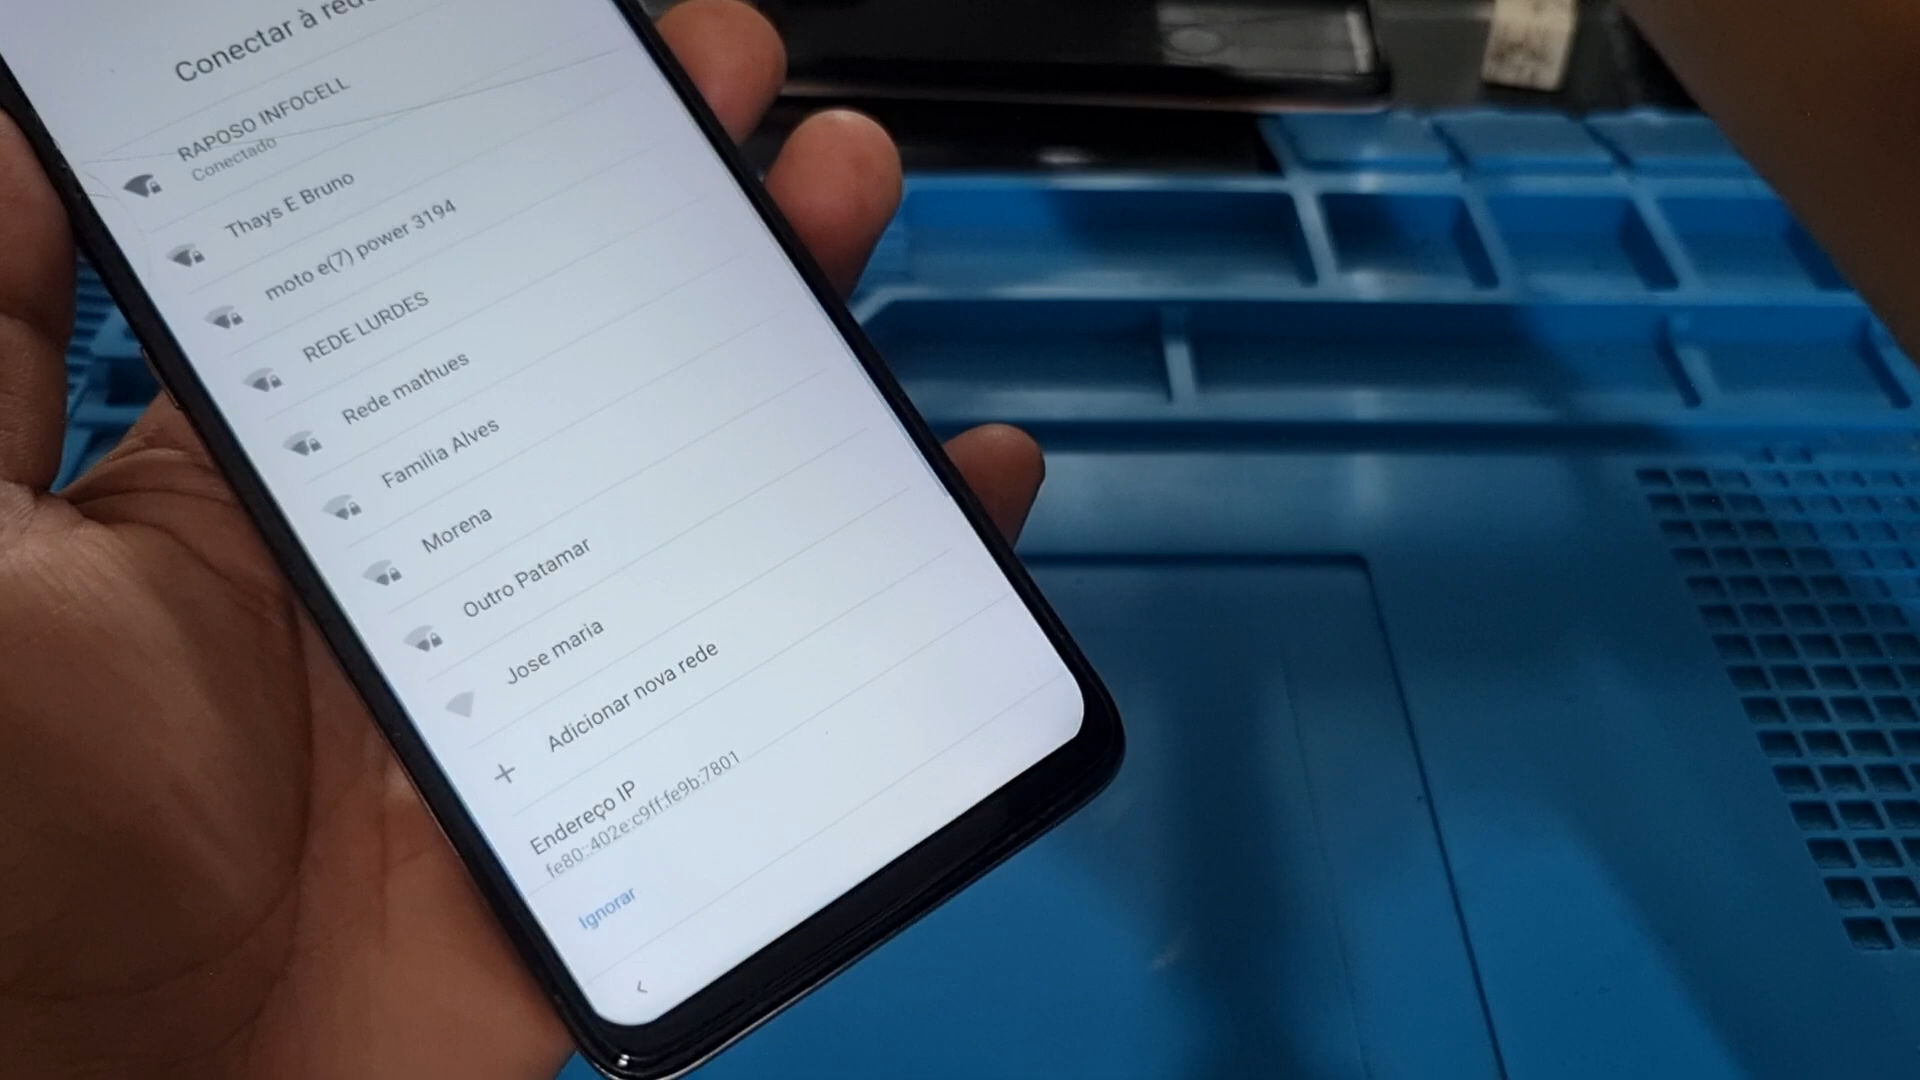 Conectar à rede
RAPOSO INFOCELL
Conectado
Thays E Bruno
moto e(7) power 3194
REDE LURDES
Rede mathues
Familia Alves
Morena
Outro Patamar
Jose maria
Adicionar nova rede
Endereço IP
fe80::402e:c9ff:fe9b:7801
Ignorar